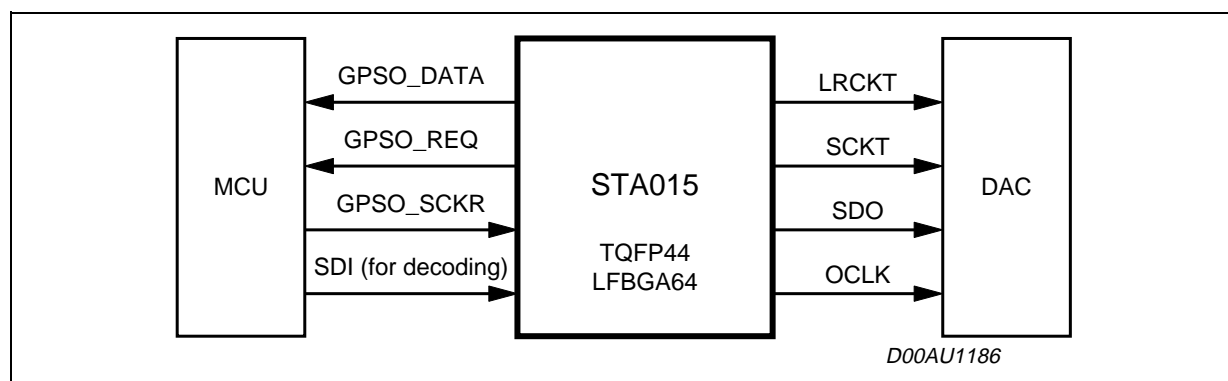 GPSO_DATA
GPSO_REQ
GPSO_SCKR
SDI (for decoding)
MCU
STA015
TQFP44
LFBGA64
LRCKT
SCKT
SDO
OCLK
DAC
D00AU1186